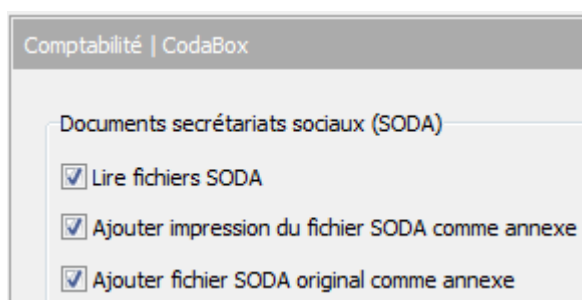 Comptabilité | CodaBox
Documents secrétariats sociaux (SODA)
Lire fichiers SODA
Ajouter impression du fichier SODA comme annexe
Ajouter fichier SODA original comme annexe